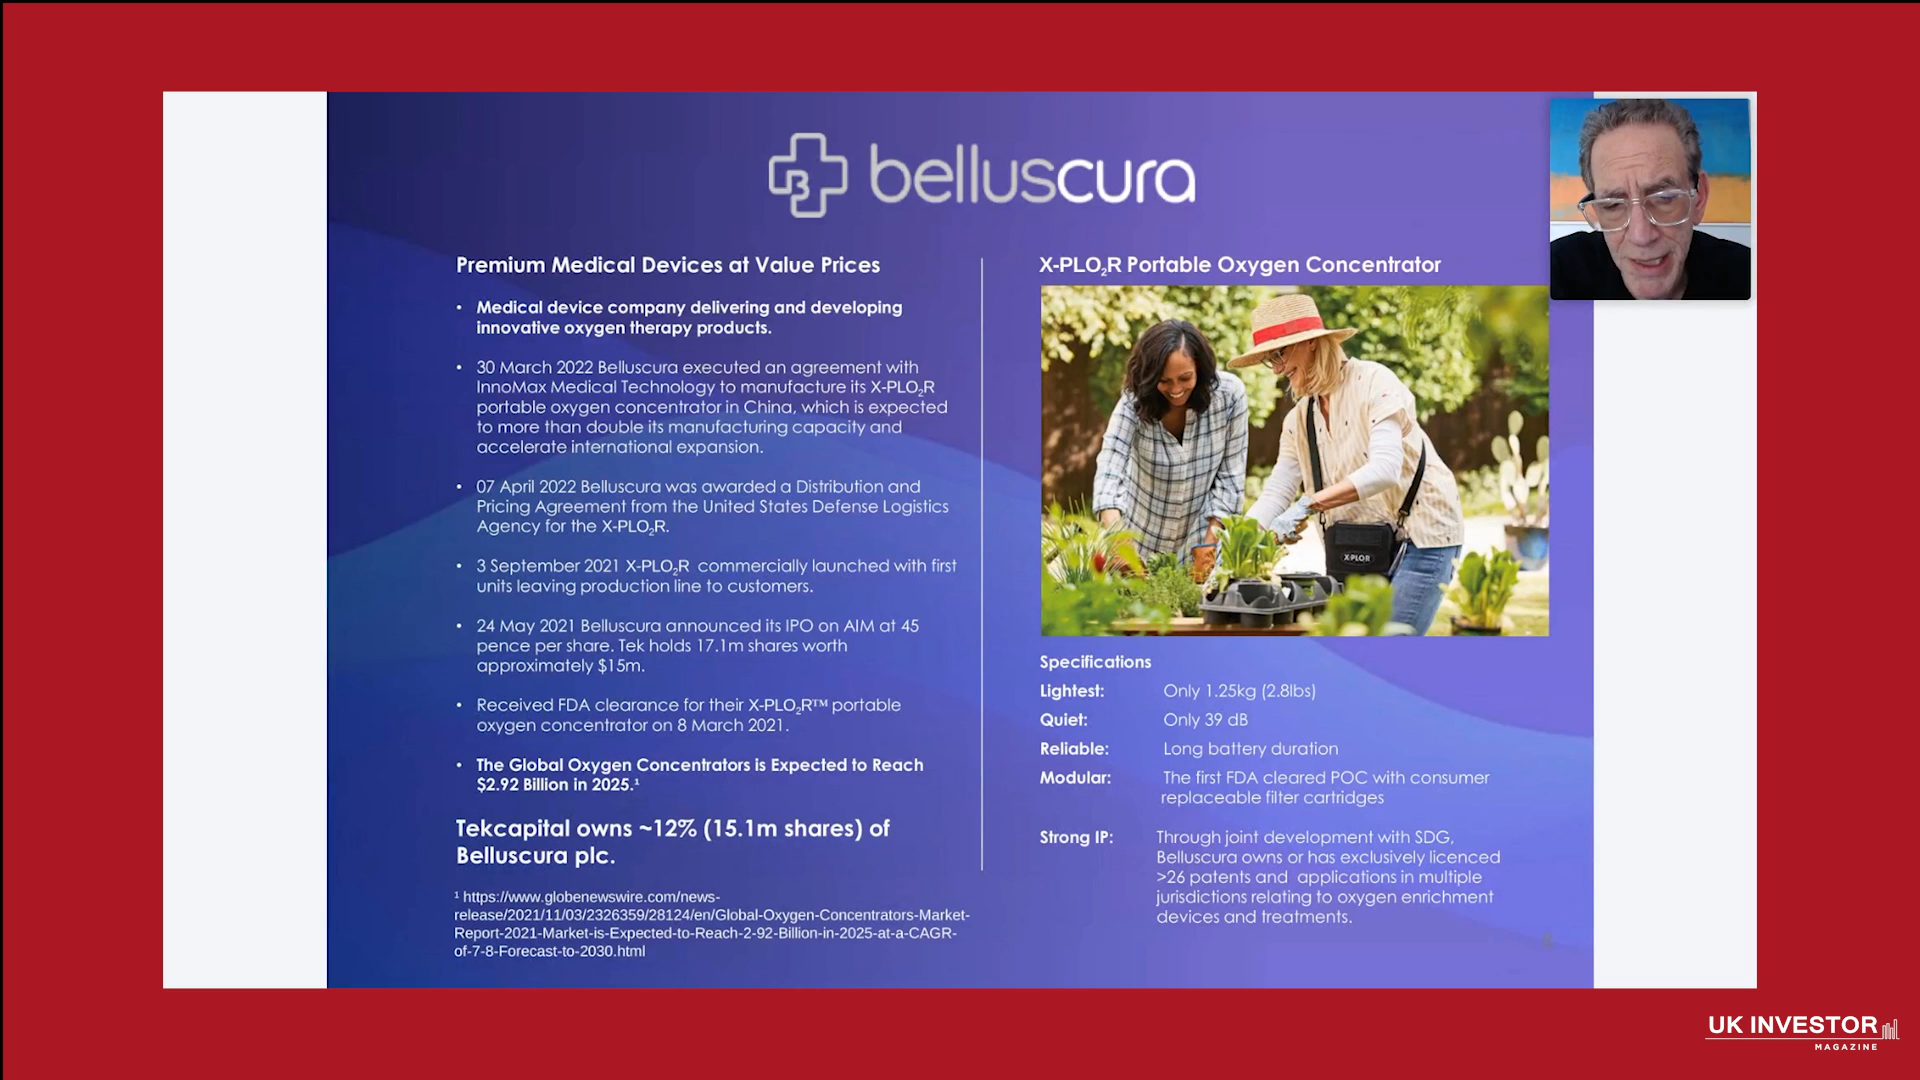 belluscura
Premium Medical Devices at Value Prices
• Medical device company delivering and developing
innovative oxygen therapy products.
• 30 March 2022 Belluscura executed an agreement with
InnoMax Medical Technology to manufacture its X-PLO₂R
portable oxygen concentrator in China, which is expected
to more than double its manufacturing capacity and
accelerate international expansion.
• 07 April 2022 Belluscura was awarded a Distribution and
Pricing Agreement from the United States Defense Logistics
Agency for the X-PLO₂R.
• 3 September 2021 X-PLO₂R commercially launched with first
units leaving production line to customers.
• 24 May 2021 Belluscura announced its IPO on AIM at 45
pence per share. Tek holds 17.1m shares worth
approximately $15m.
• Received FDA clearance for their X-PLO₂R™ portable
oxygen concentrator on 8 March 2021.
• The Global Oxygen Concentrators is Expected to Reach
$2.92 Billion in 2025.¹
Tekcapital owns ~12% (15.1m shares) of
Belluscura plc.
¹ https://www.globenewswire.com/news-
release/2021/11/03/2326359/28124/en/Global-Oxygen-Concentrators-Market-
Report-2021-Market-is-Expected-to-Reach-2-92-Billion-in-2025-at-a-CAGR-
of-7-8-Forecast-to-2030.html
X-PLO₂R Portable Oxygen Concentrator
X-PLO₂R
Specifications
Lightest: Only 1.25kg (2.8lbs)
Quiet: Only 39 dB
Reliable: Long battery duration
Modular: The first FDA cleared POC with consumer
replaceable filter cartridges
Strong IP: Through joint development with SDG,
Belluscura owns or has exclusively licenced
>26 patents and applications in multiple
jurisdictions relating to oxygen enrichment
devices and treatments.
UK INVESTOR
MAGAZINE